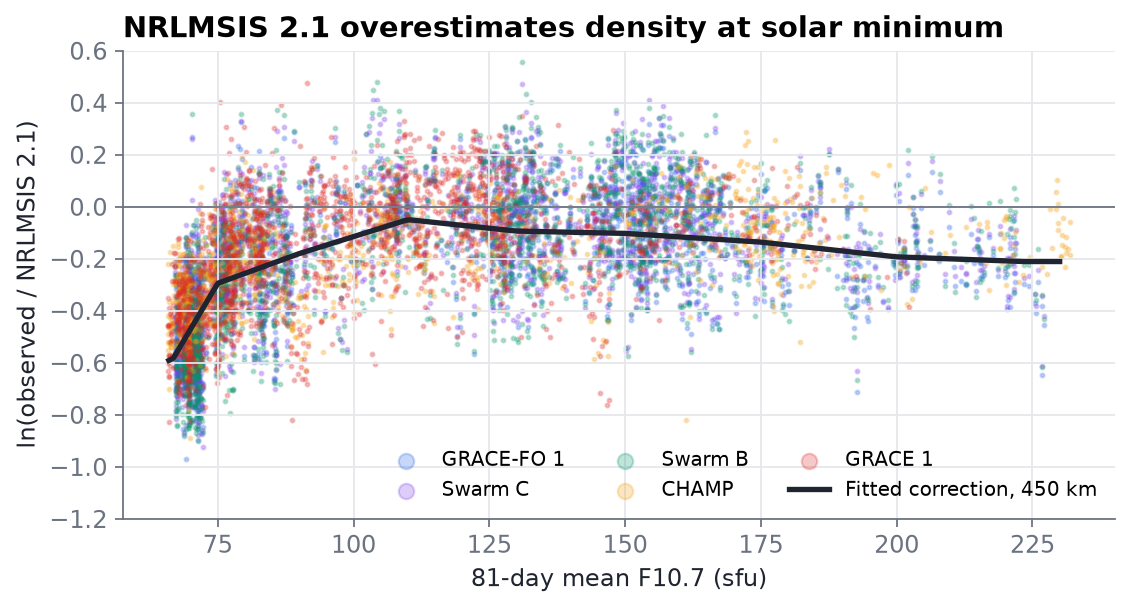 NRLMSIS 2.1 overestimates density at solar minimum
ln(observed / NRLMSIS 2.1)
0.6
0.4
0.2
0.0
−0.2
−0.4
−0.6
−0.8
−1.0
−1.2
GRACE-FO 1
Swarm B
GRACE 1
Swarm C
CHAMP
Fitted correction, 450 km
75
100
125
150
175
200
225
81-day mean F10.7 (sfu)